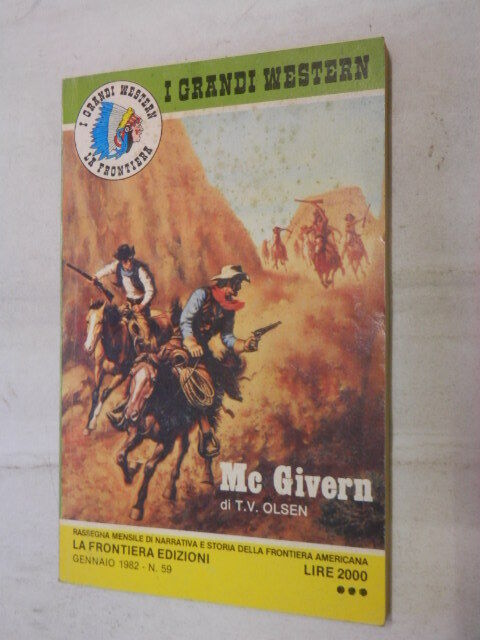 I GRANDI WESTERN
I GRANDI WESTERN
LA FRONTIERA
Mc Givern
di T.V. OLSEN
RASSEGNA MENSILE DI NARRATIVA E STORIA DELLA FRONTIERA AMERICANA
LA FRONTIERA EDIZIONI
GENNAIO 1982 - N. 59
LIRE 2000